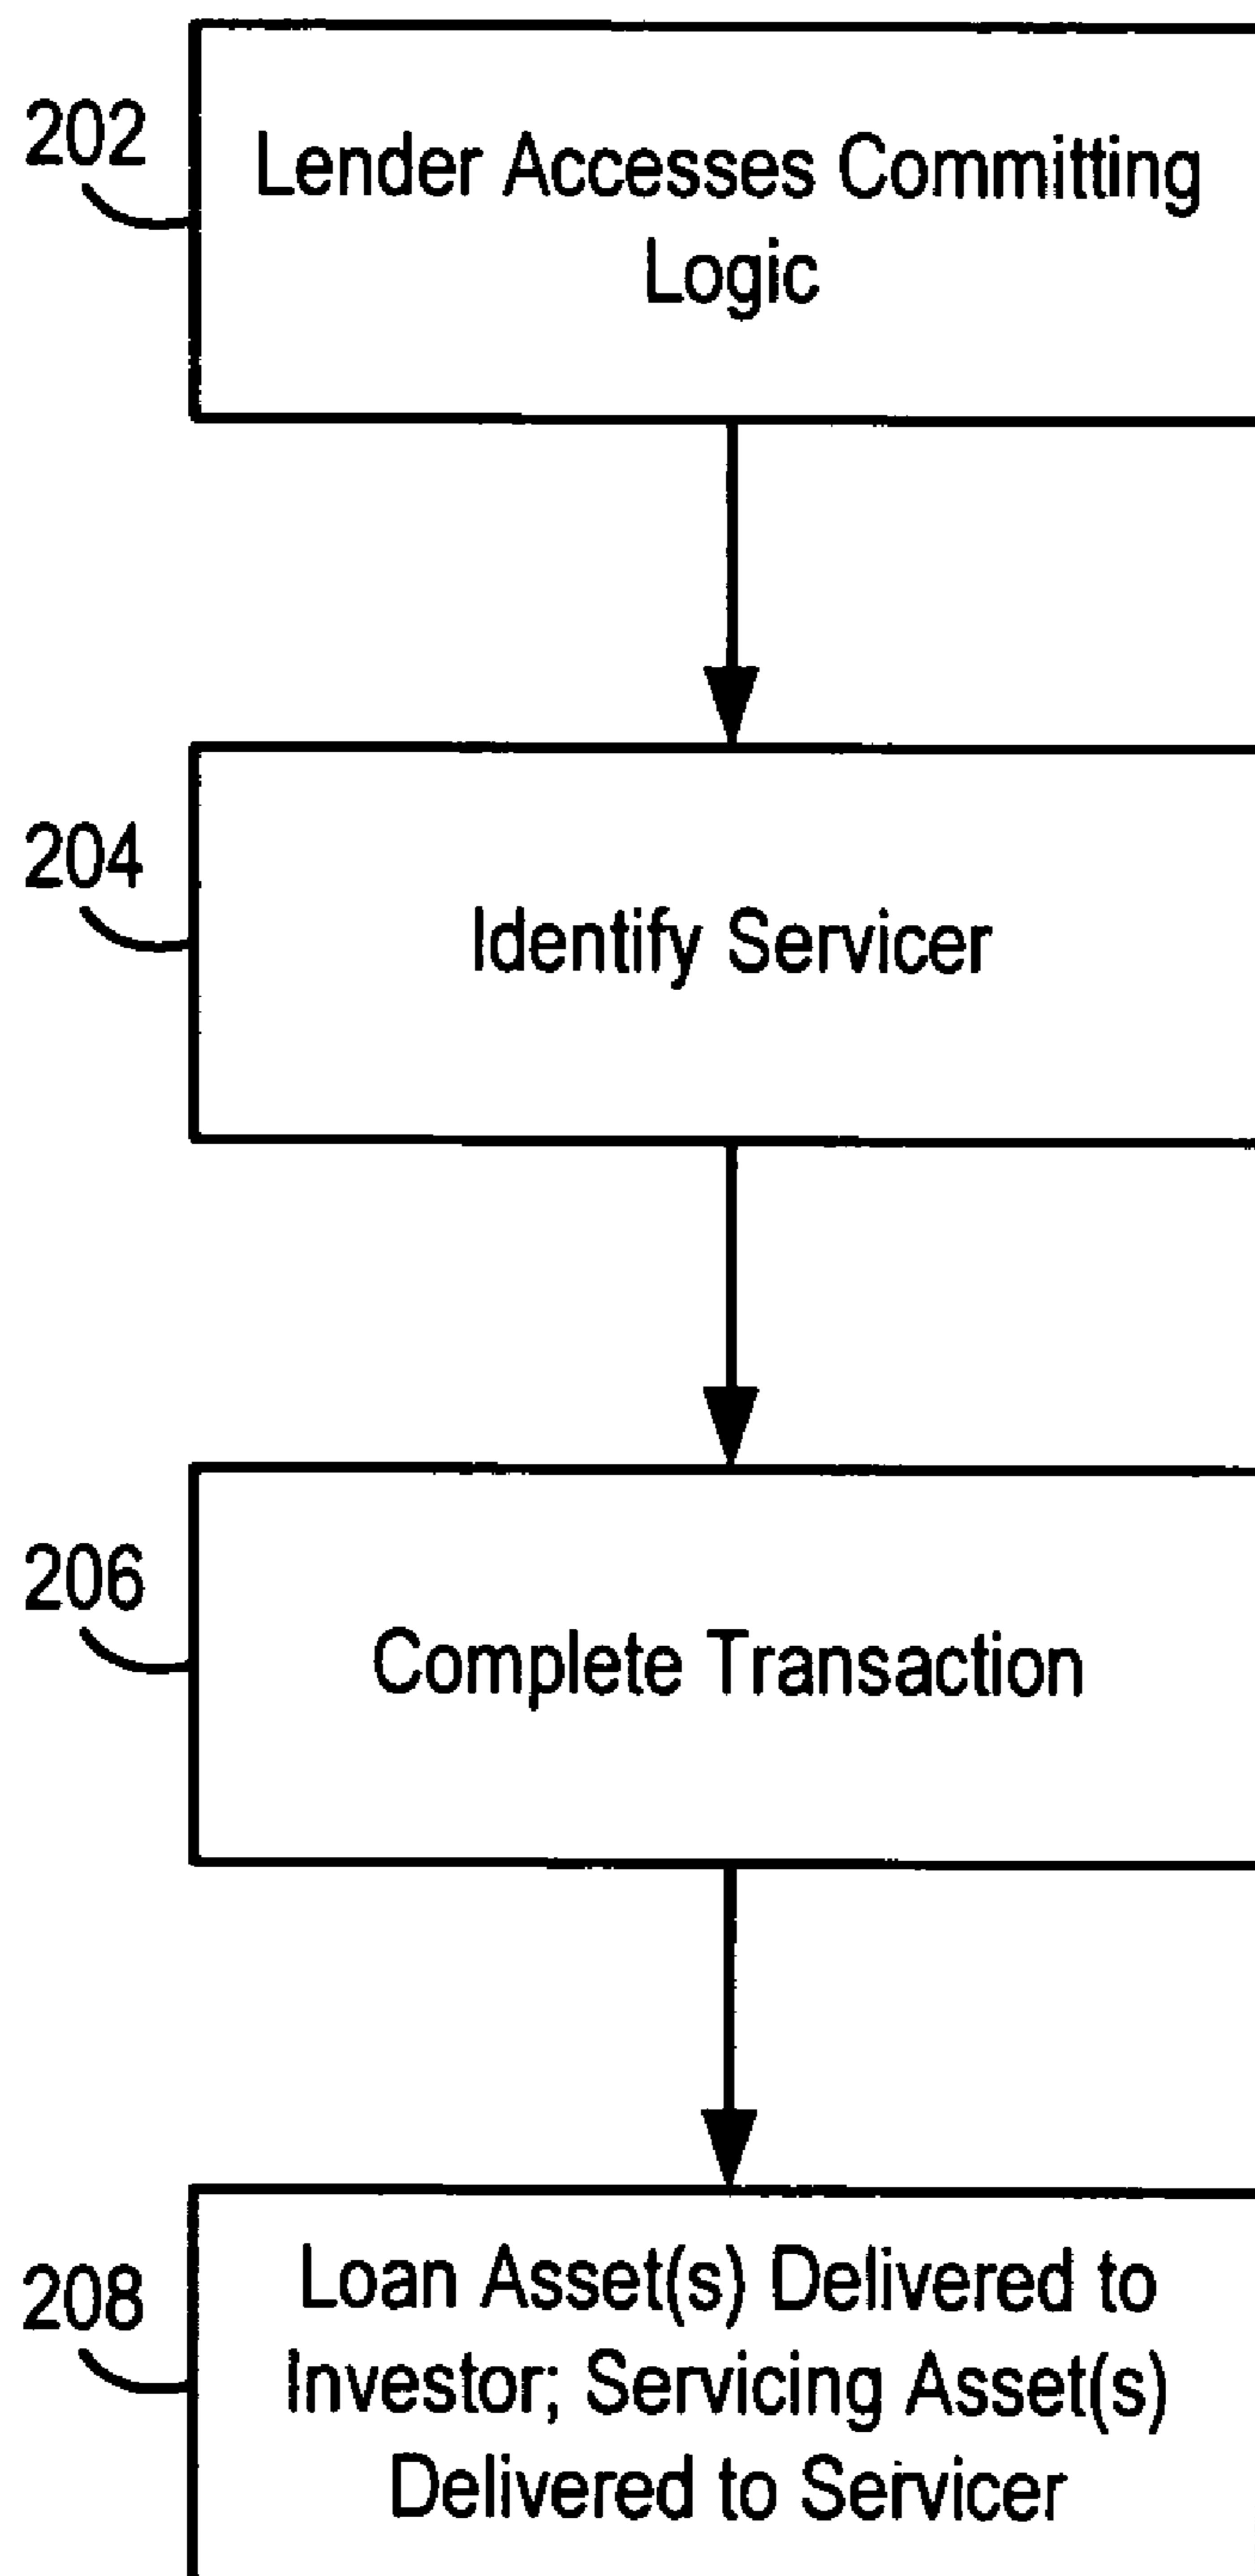 202
Lender Accesses Committing
Logic
204
Identify Servicer
206
Complete Transaction
208
Loan Asset(s) Delivered to
Investor; Servicing Asset(s)
Delivered to Servicer